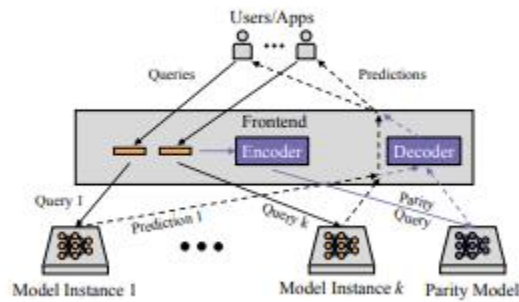 Users/Apps
Queries
Predictions
Frontend
Encoder
Decoder
Query 1
Prediction 1
Query k
Parity
Query
Model Instance 1
Model Instance k
Parity Model